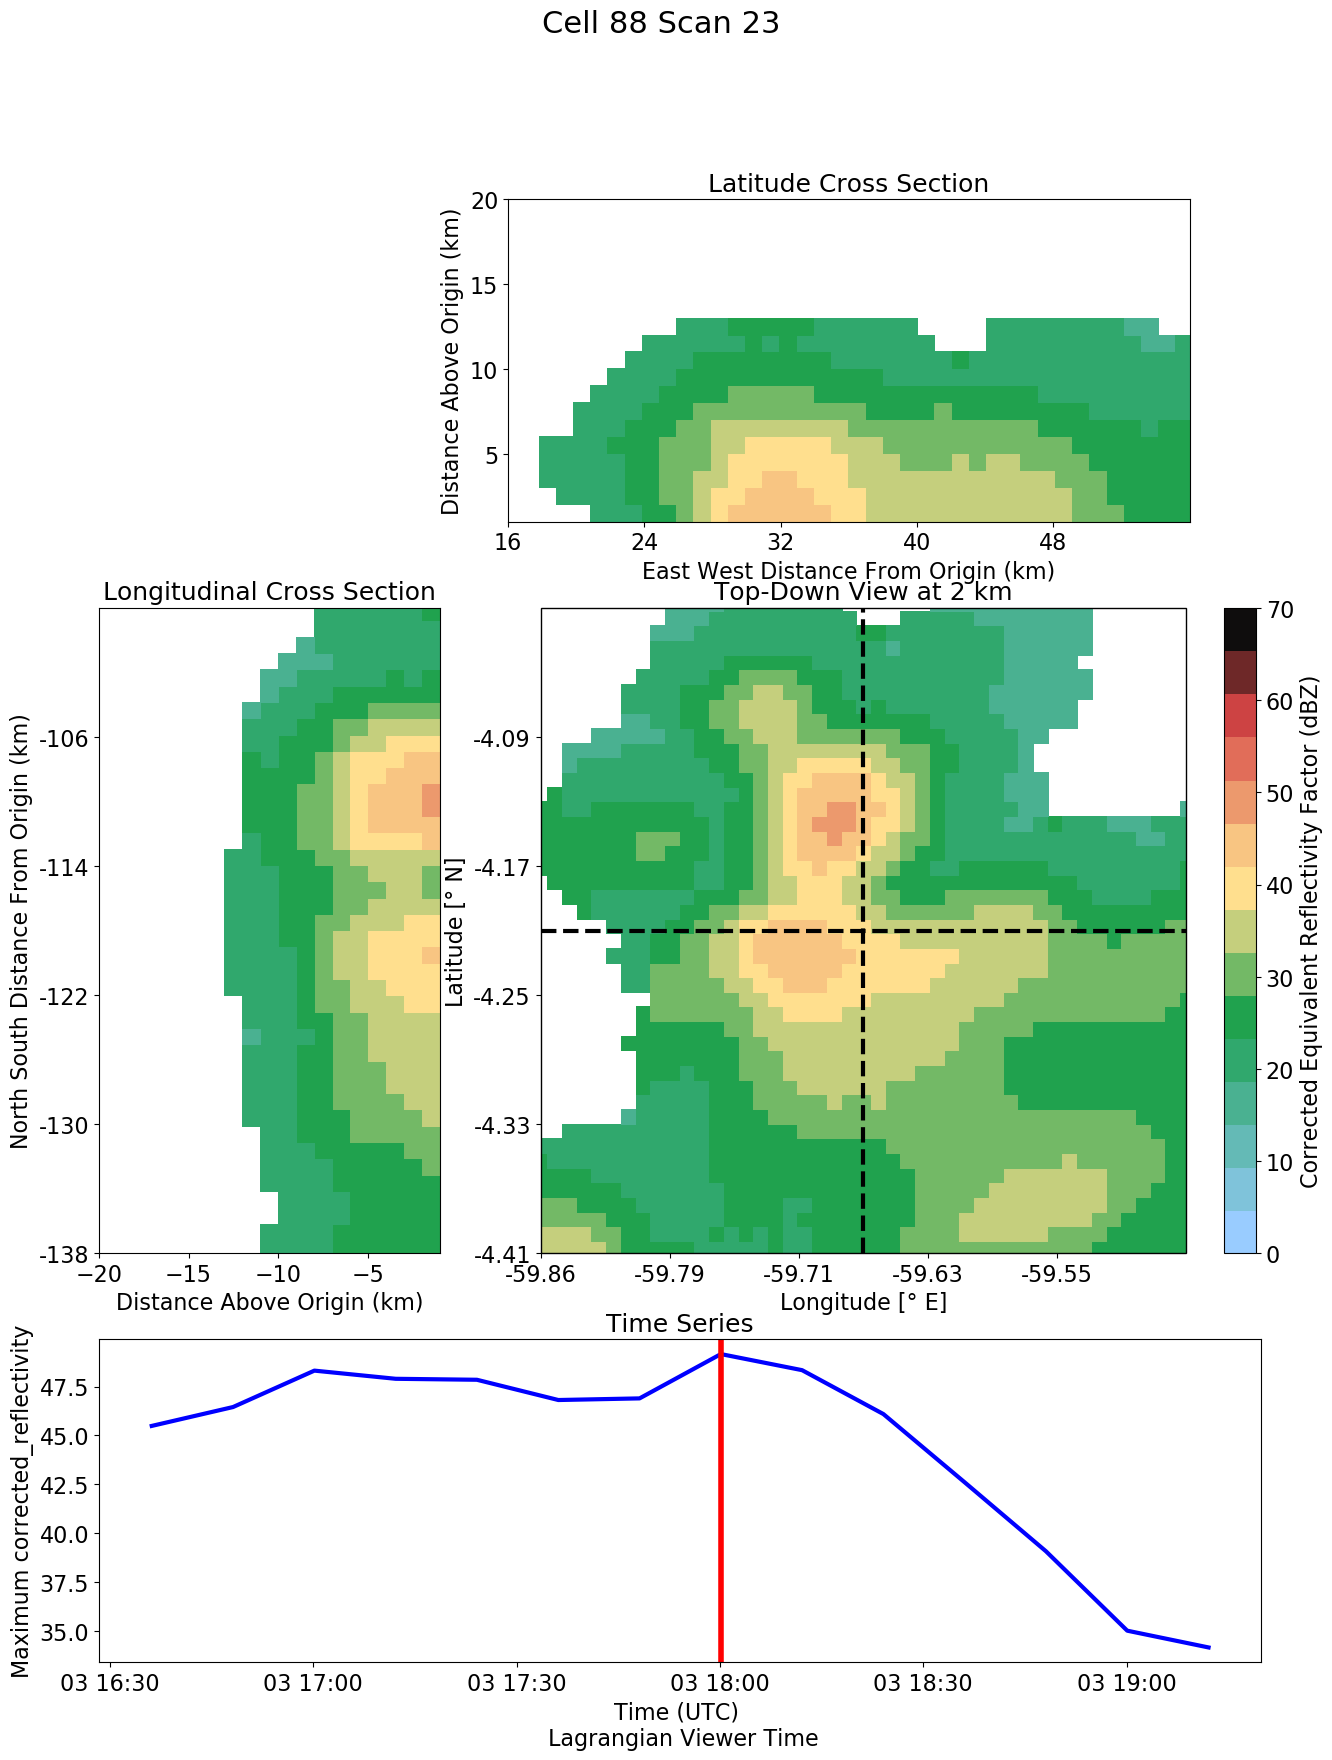 Cell 88 Scan 23
Latitude Cross Section
Distance Above Origin (km)
20
15
10
5
16 24 32 40 48
East West Distance From Origin (km)
Longitudinal Cross Section
North South Distance From Origin (km)
-106
-114
-122
-130
-138
−20 −15 −10 −5
Distance Above Origin (km)
Top-Down View at 2 km
Latitude [° N]
-4.09
-4.17
-4.25
-4.33
-4.41
-59.86 -59.79 -59.71 -59.63 -59.55
Longitude [° E]
70
60
50
40
30
20
10
0
Corrected Equivalent Reflectivity Factor (dBZ)
Time Series
Maximum corrected_reflectivity
47.5
45.0
42.5
40.0
37.5
35.0
03 16:30 03 17:00 03 17:30 03 18:00 03 18:30 03 19:00
Time (UTC)
Lagrangian Viewer Time